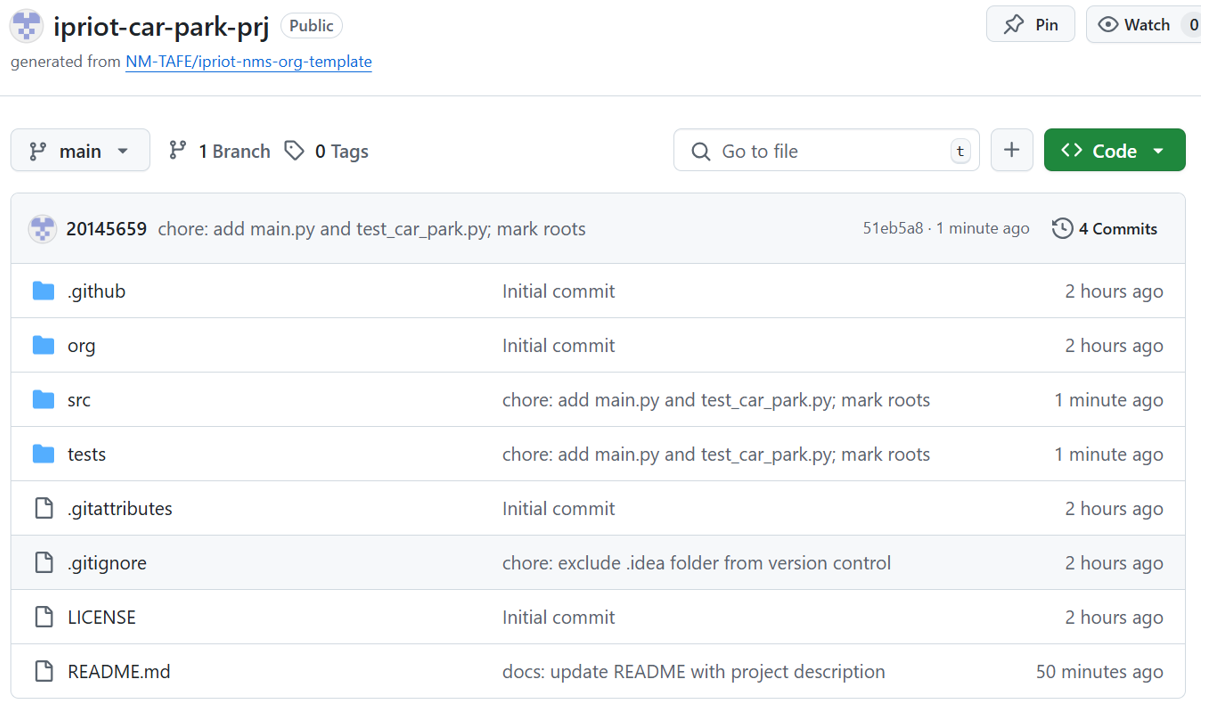 ipriot-car-park-prj Public Pin Watch 0
generated from NM-TAFE/ipriot-nms-org-template
main 1 Branch 0 Tags Go to file t + <> Code
20145659 chore: add main.py and test_car_park.py; mark roots 51eb5a8 · 1 minute ago 4 Commits
.github Initial commit 2 hours ago
org Initial commit 2 hours ago
src chore: add main.py and test_car_park.py; mark roots 1 minute ago
tests chore: add main.py and test_car_park.py; mark roots 1 minute ago
.gitattributes Initial commit 2 hours ago
.gitignore chore: exclude .idea folder from version control 2 hours ago
LICENSE Initial commit 2 hours ago
README.md docs: update README with project description 50 minutes ago